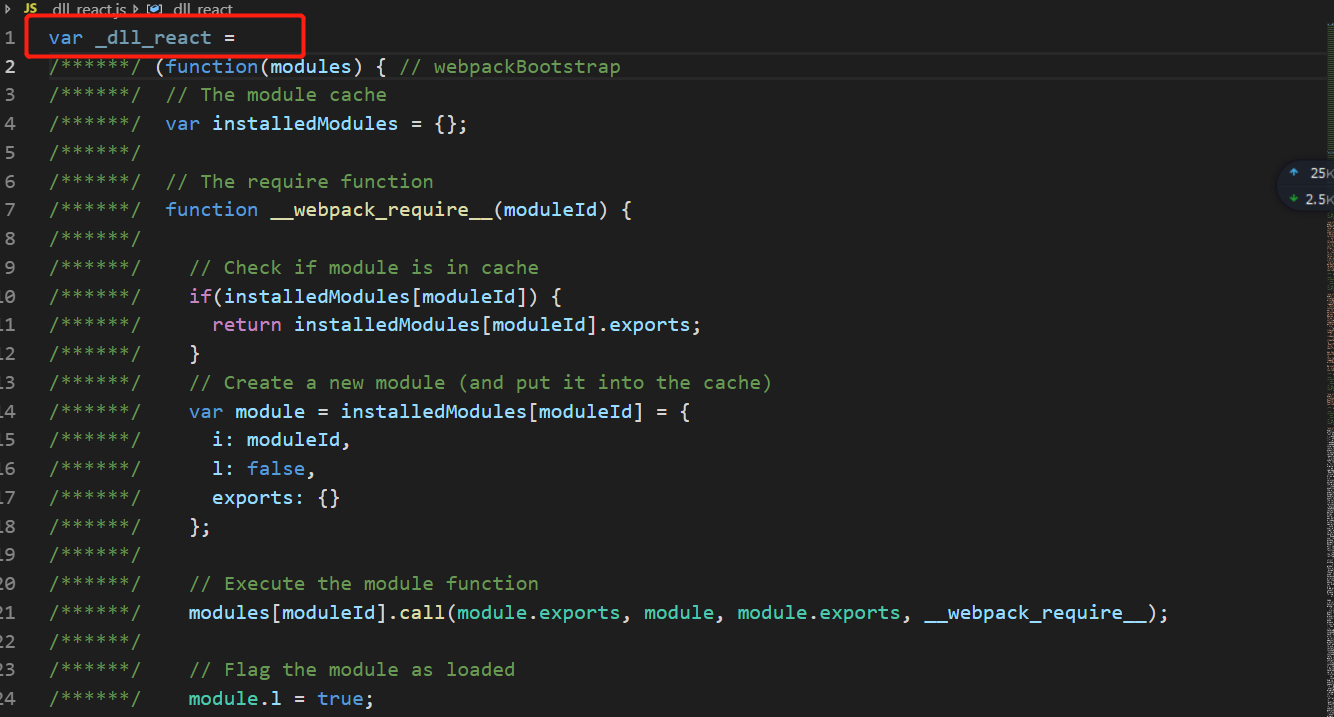 JS _dll_react.js _dll_react
1 var _dll_react =
2 /******/ (function(modules) { // webpackBootstrap
3 /******/ // The module cache
4 /******/ var installedModules = {};
5 /******/
6 /******/ // The require function
7 /******/ function __webpack_require__(moduleId) {
8 /******/
9 /******/ // Check if module is in cache
10 /******/ if(installedModules[moduleId]) {
11 /******/ return installedModules[moduleId].exports;
12 /******/ }
13 /******/ // Create a new module (and put it into the cache)
14 /******/ var module = installedModules[moduleId] = {
15 /******/ i: moduleId,
16 /******/ l: false,
17 /******/ exports: {}
18 /******/ };
19 /******/
20 /******/ // Execute the module function
21 /******/ modules[moduleId].call(module.exports, module, module.exports, __webpack_require__);
22 /******/
23 /******/ // Flag the module as loaded
24 /******/ module.l = true;
25K
2.5K